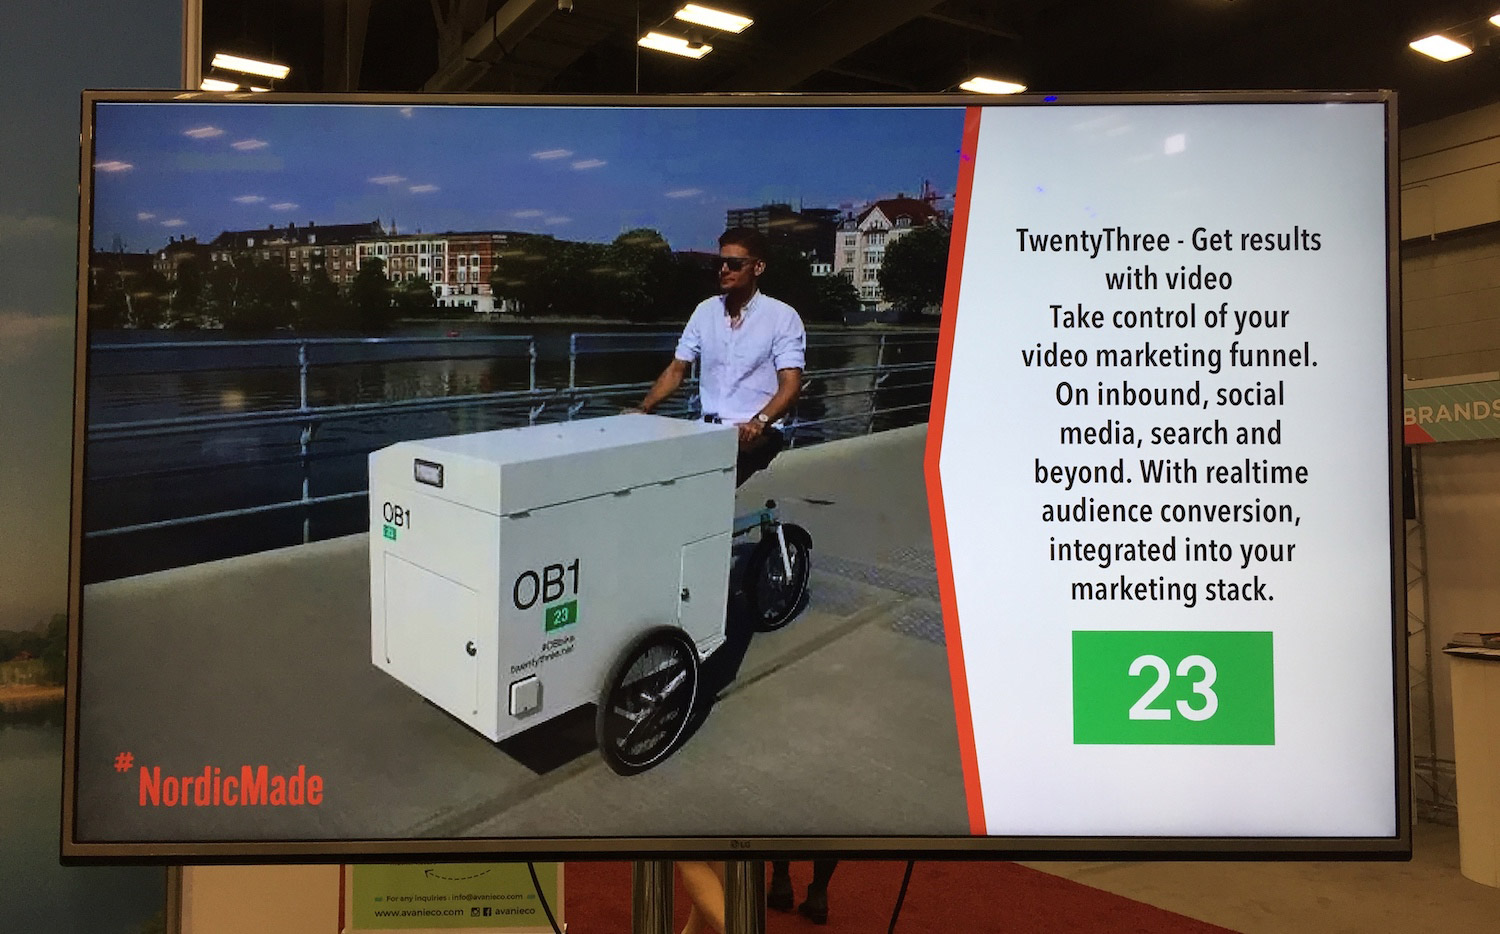 TwentyThree - Get results
with video
Take control of your
video marketing funnel.
On inbound, social
media, search and
beyond. With realtime
audience conversion,
integrated into your
marketing stack.
23
OB1
23
OB1
23
#OBbike
twentythree.net
#NordicMade
LG
BRANDS
For any inquiries - info@avanieco.com
www.avanieco.com avanieco